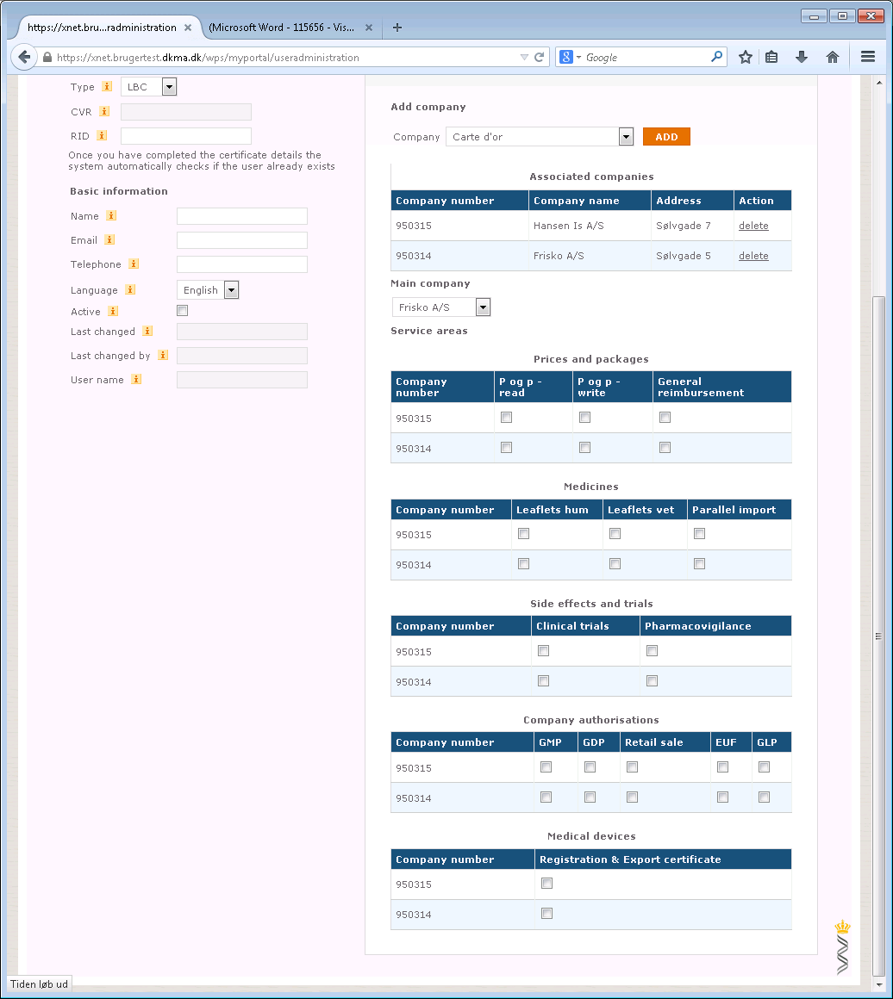 https://xnet.bru...radministration
(Microsoft Word - 115656 - Vis...
https://xnet.brugertest.dkma.dk/wps/myportal/useradministration
Google
Type
LBC
CVR
RID
Once you have completed the certificate details the
system automatically checks if the user already exists
Basic information
Name
Email
Telephone
Language English
Active
Last changed
Last changed by
User name
Add company
Company Carte d'or ADD
Associated companies
Company number Company name Address Action
950315 Hansen Is A/S Sølvgade 7 delete
950314 Frisko A/S Sølvgade 5 delete
Main company
Frisko A/S
Service areas
Prices and packages
Company number P og p - read P og p - write General reimbursement
950315
950314
Medicines
Company number Leaflets hum Leaflets vet Parallel import
950315
950314
Side effects and trials
Company number Clinical trials Pharmacovigilance
950315
950314
Company authorisations
Company number GMP GDP Retail sale EUF GLP
950315
950314
Medical devices
Company number Registration & Export certificate
950315
950314
Tiden løb ud